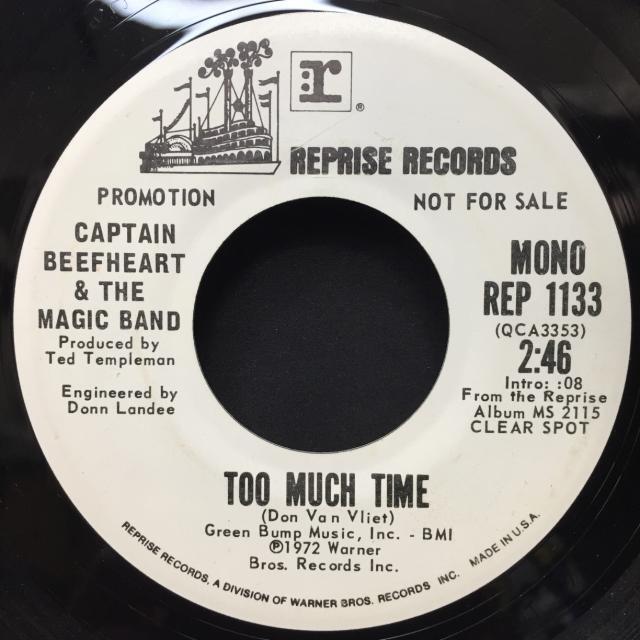 r
®
REPRISE RECORDS
PROMOTION
NOT FOR SALE
CAPTAIN
BEEFHEART
& THE
MAGIC BAND
Produced by
Ted Templeman
Engineered by
Donn Landee
MONO
REP 1133
(QCA3353)
2:46
Intro: :08
From the Reprise
Album MS 2115
CLEAR SPOT
TOO MUCH TIME
(Don Van Vliet)
Green Bump Music, Inc. - BMI
℗1972 Warner
Bros. Records Inc.
REPRISE RECORDS, A DIVISION OF WARNER BROS. RECORDS INC. MADE IN U.S.A.